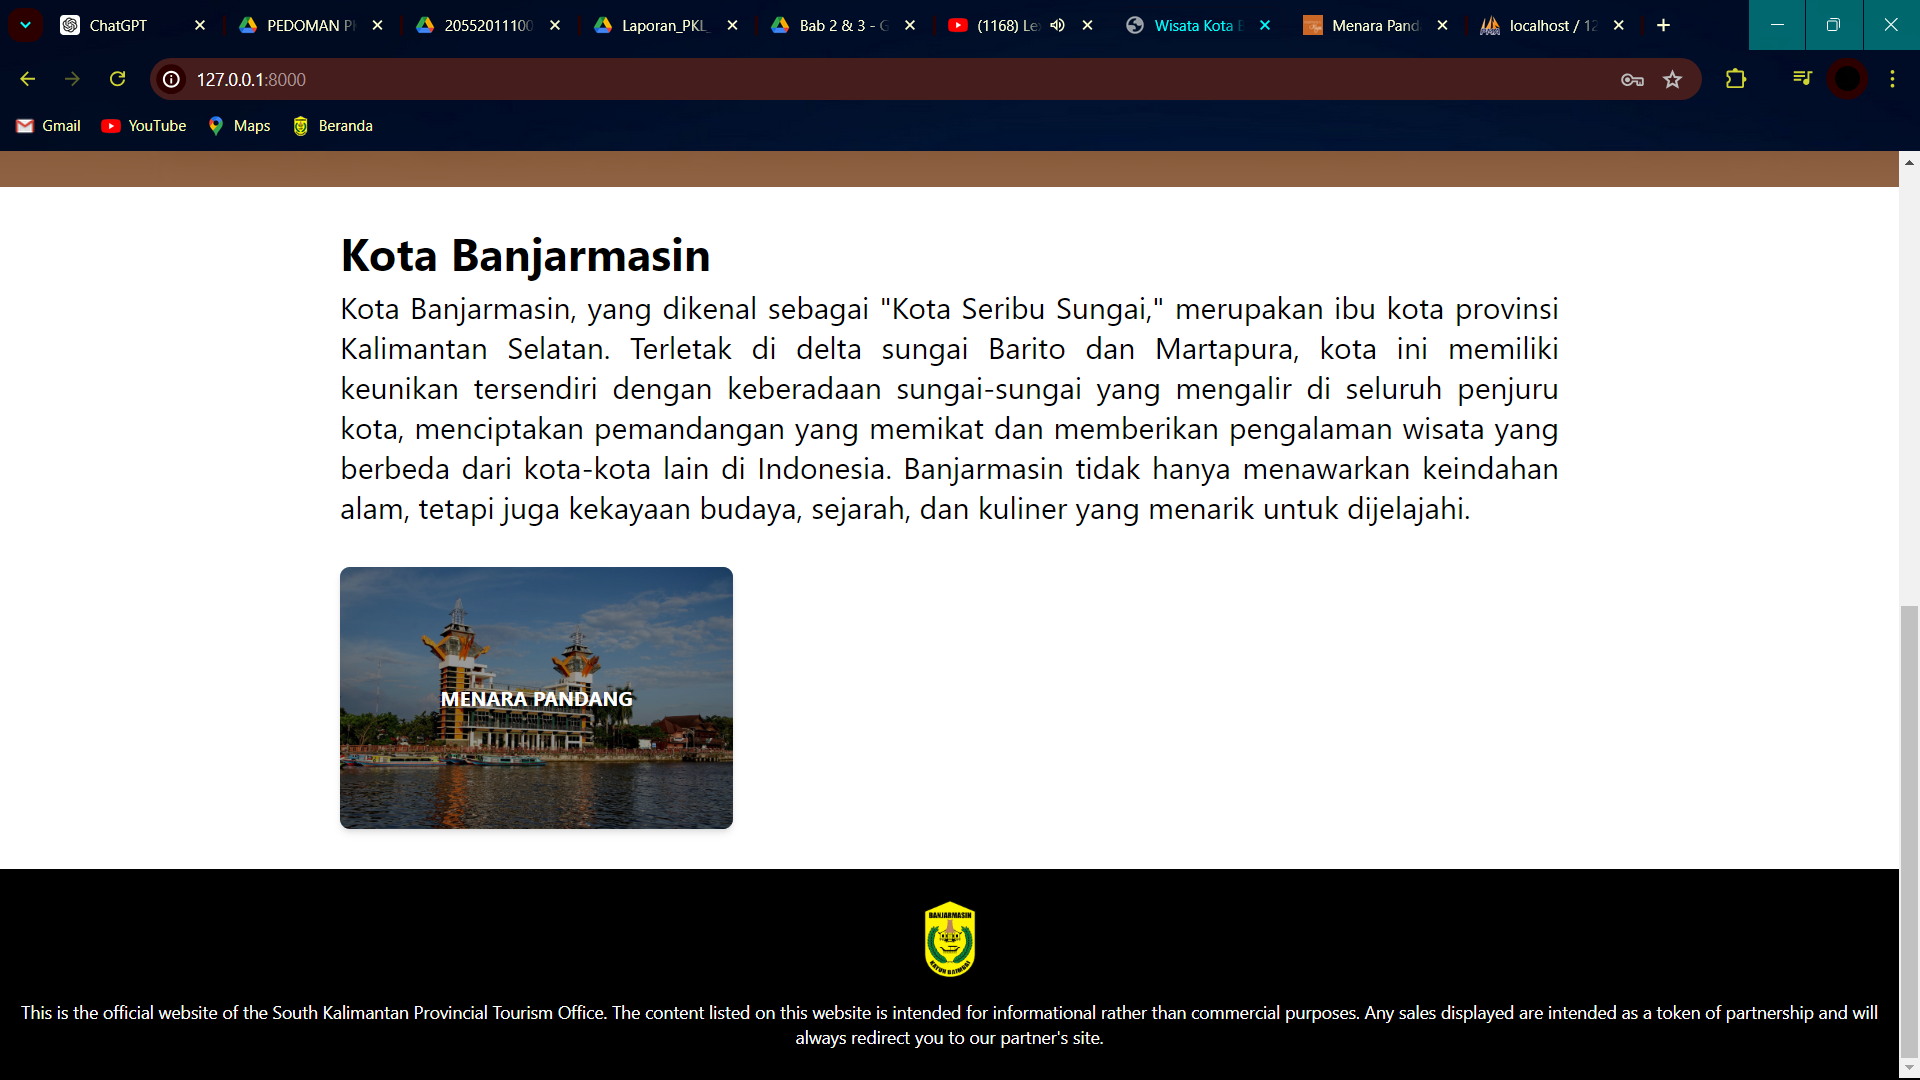 ChatGPT
PEDOMAN P
20552011100
Laporan_PKL_
Bab 2 & 3 - G
(1168) Le
Wisata Kota B
Menara Pand
localhost / 12
127.0.0.1:8000
Gmail
YouTube
Maps
Beranda
Kota Banjarmasin
Kota Banjarmasin, yang dikenal sebagai "Kota Seribu Sungai," merupakan ibu kota provinsi
Kalimantan Selatan. Terletak di delta sungai Barito dan Martapura, kota ini memiliki
keunikan tersendiri dengan keberadaan sungai-sungai yang mengalir di seluruh penjuru
kota, menciptakan pemandangan yang memikat dan memberikan pengalaman wisata yang
berbeda dari kota-kota lain di Indonesia. Banjarmasin tidak hanya menawarkan keindahan
alam, tetapi juga kekayaan budaya, sejarah, dan kuliner yang menarik untuk dijelajahi.
MENARA PANDANG
BANJARMASIN
KAYUH BAIMBAI
This is the official website of the South Kalimantan Provincial Tourism Office. The content listed on this website is intended for informational rather than commercial purposes. Any sales displayed are intended as a token of partnership and will
always redirect you to our partner's site.